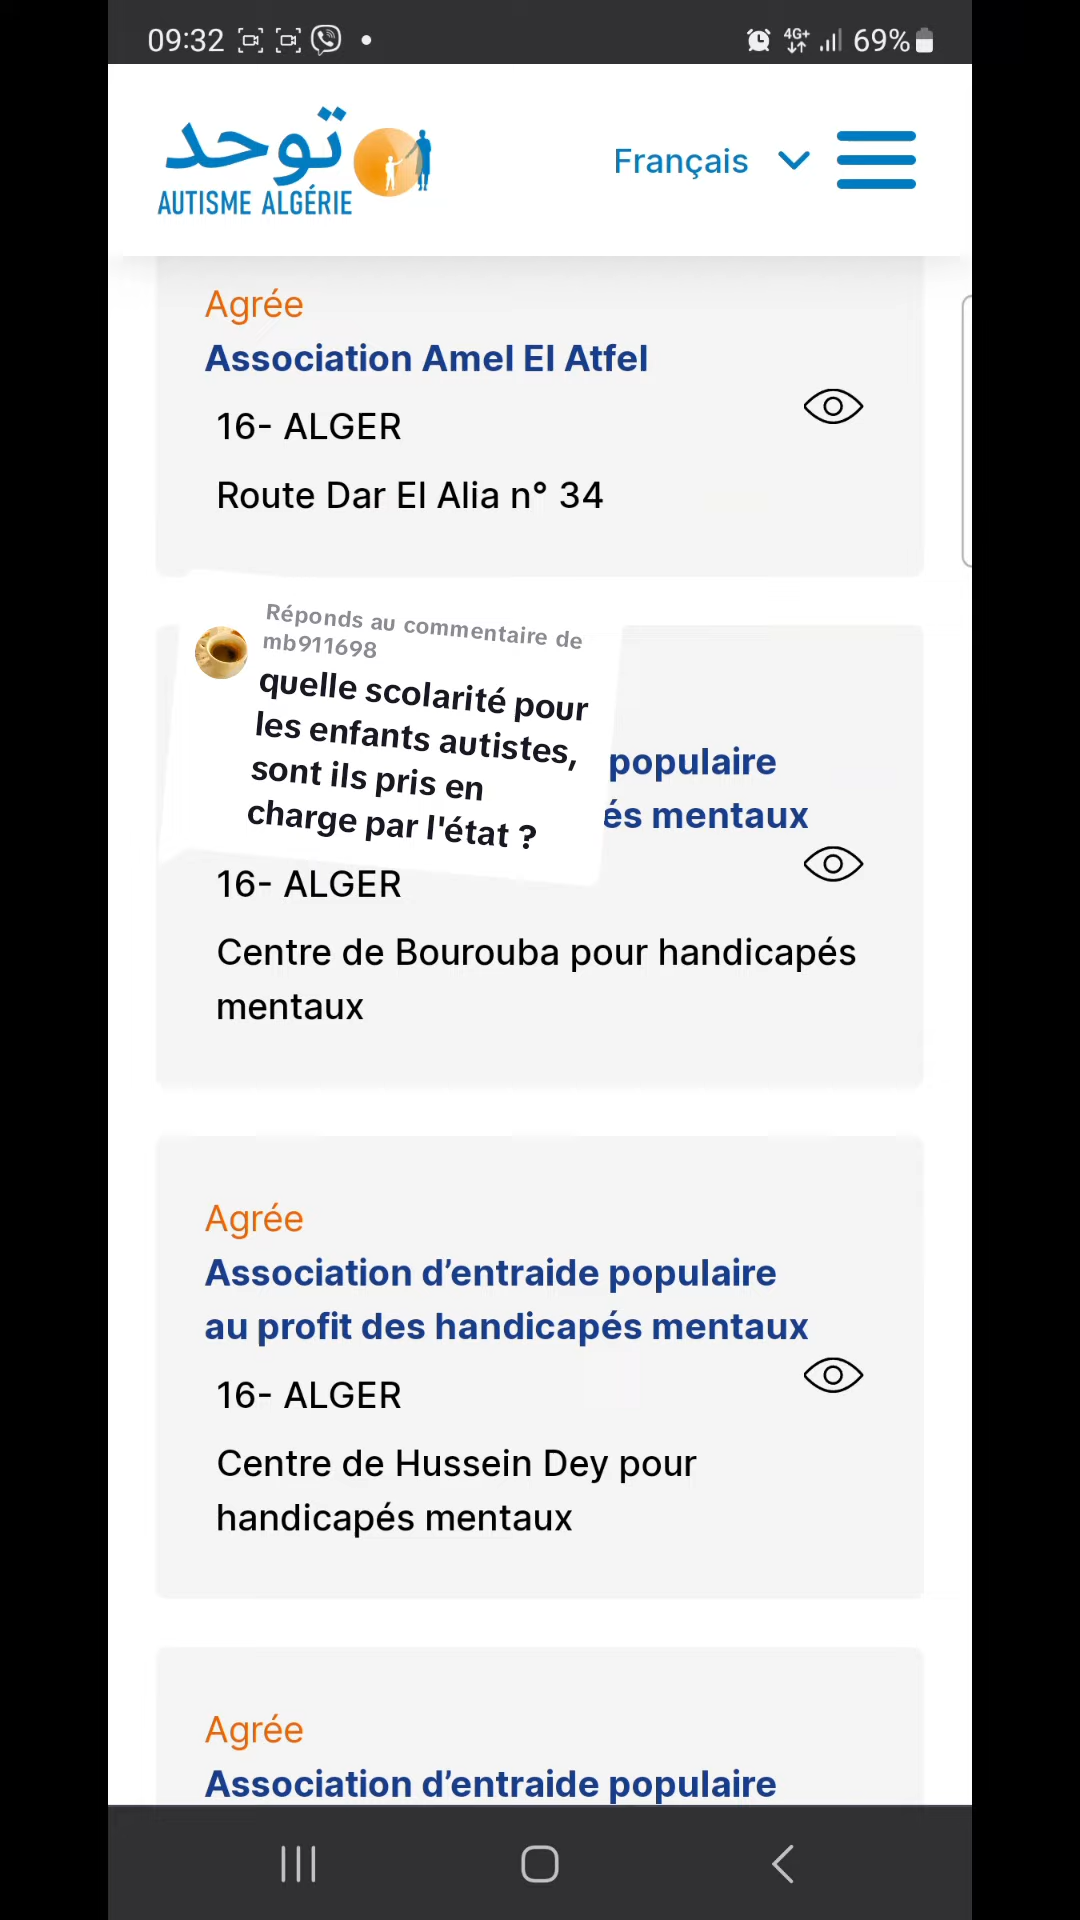 09:32
4G+
69%
توحد
AUTISME ALGÉRIE
Français
Agrée
Association Amel El Atfel
16- ALGER
Route Dar El Alia n° 34
Réponds au commentaire de
mb911698
quelle scolarité pour
les enfants autistes,
sont ils pris en
charge par l'état ?
populaire
és mentaux
16- ALGER
Centre de Bourouba pour handicapés
mentaux
Agrée
Association d’entraide populaire
au profit des handicapés mentaux
16- ALGER
Centre de Hussein Dey pour
handicapés mentaux
Agrée
Association d’entraide populaire